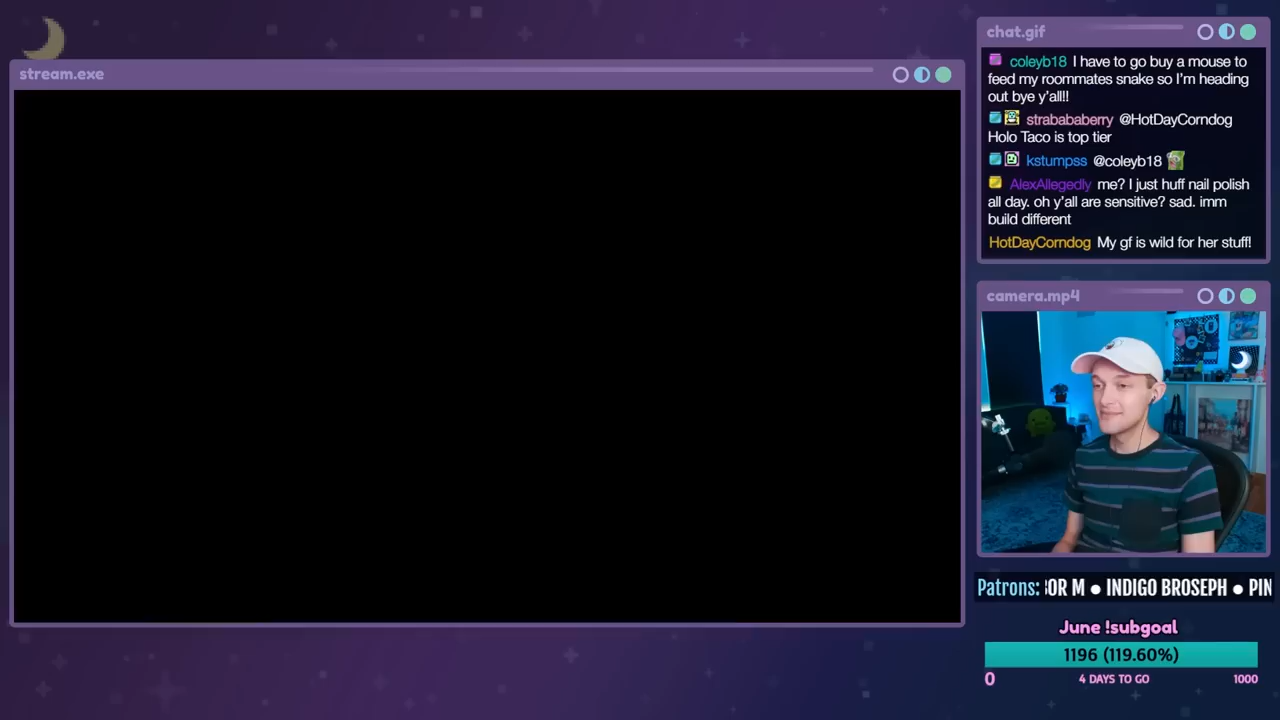 stream.exe
chat.gif
coleyb18 I have to go buy a mouse to
feed my roommates snake so I'm heading
out bye y'all!!
strabababerry @HotDayCorndog
Holo Taco is top tier
kstumpss @coleyb18
AlexAllegedly me? I just huff nail polish
all day. oh y'all are sensitive? sad. imm
build different
HotDayCorndog My gf is wild for her stuff!
camera.mp4
Patrons: OR M ● INDIGO BROSEPH ● PIN
June !subgoal
1196 (119.60%)
0 4 DAYS TO GO 1000